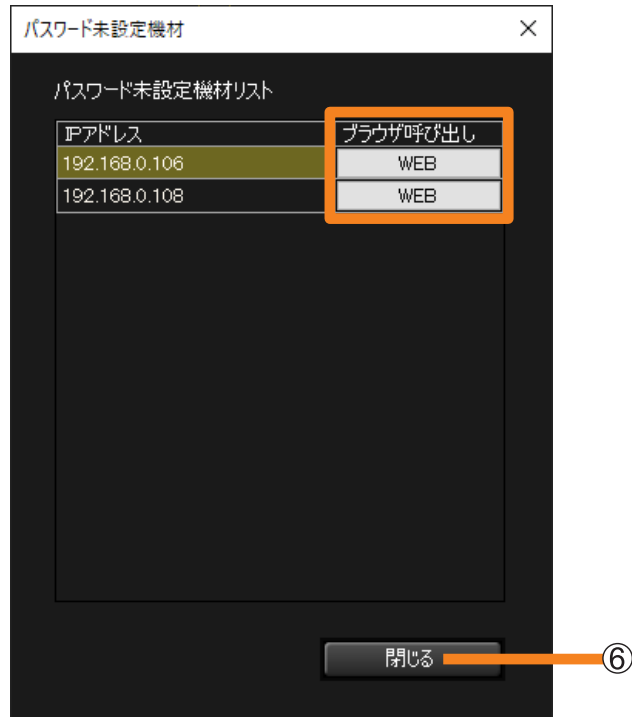 パスワード未設定機材
パスワード未設定機材リスト
IPアドレス ブラウザ呼び出し
192.168.0.106 WEB
192.168.0.108 WEB
閉じる ⑥